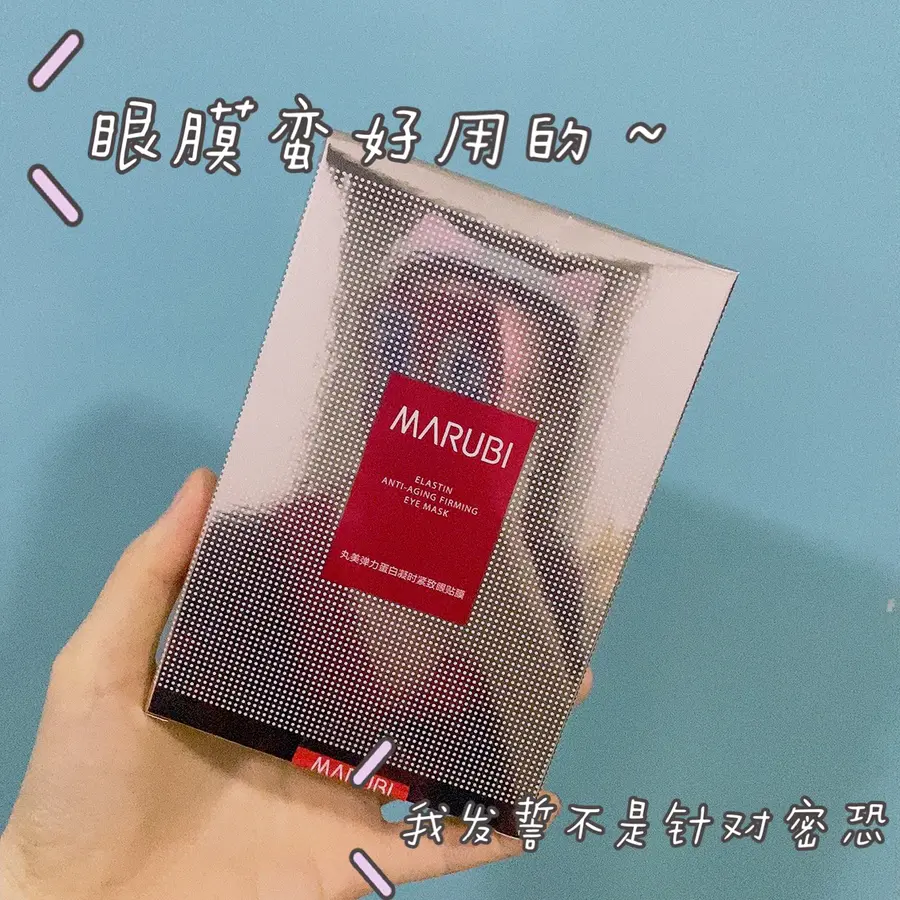 眼膜蛮好用的~
MARUBI
ELASTIN
ANTI-AGING FIRMING
EYE MASK
丸美弹力蛋白凝时紧致眼贴膜
MARUBI
我发誓不是针对密恐